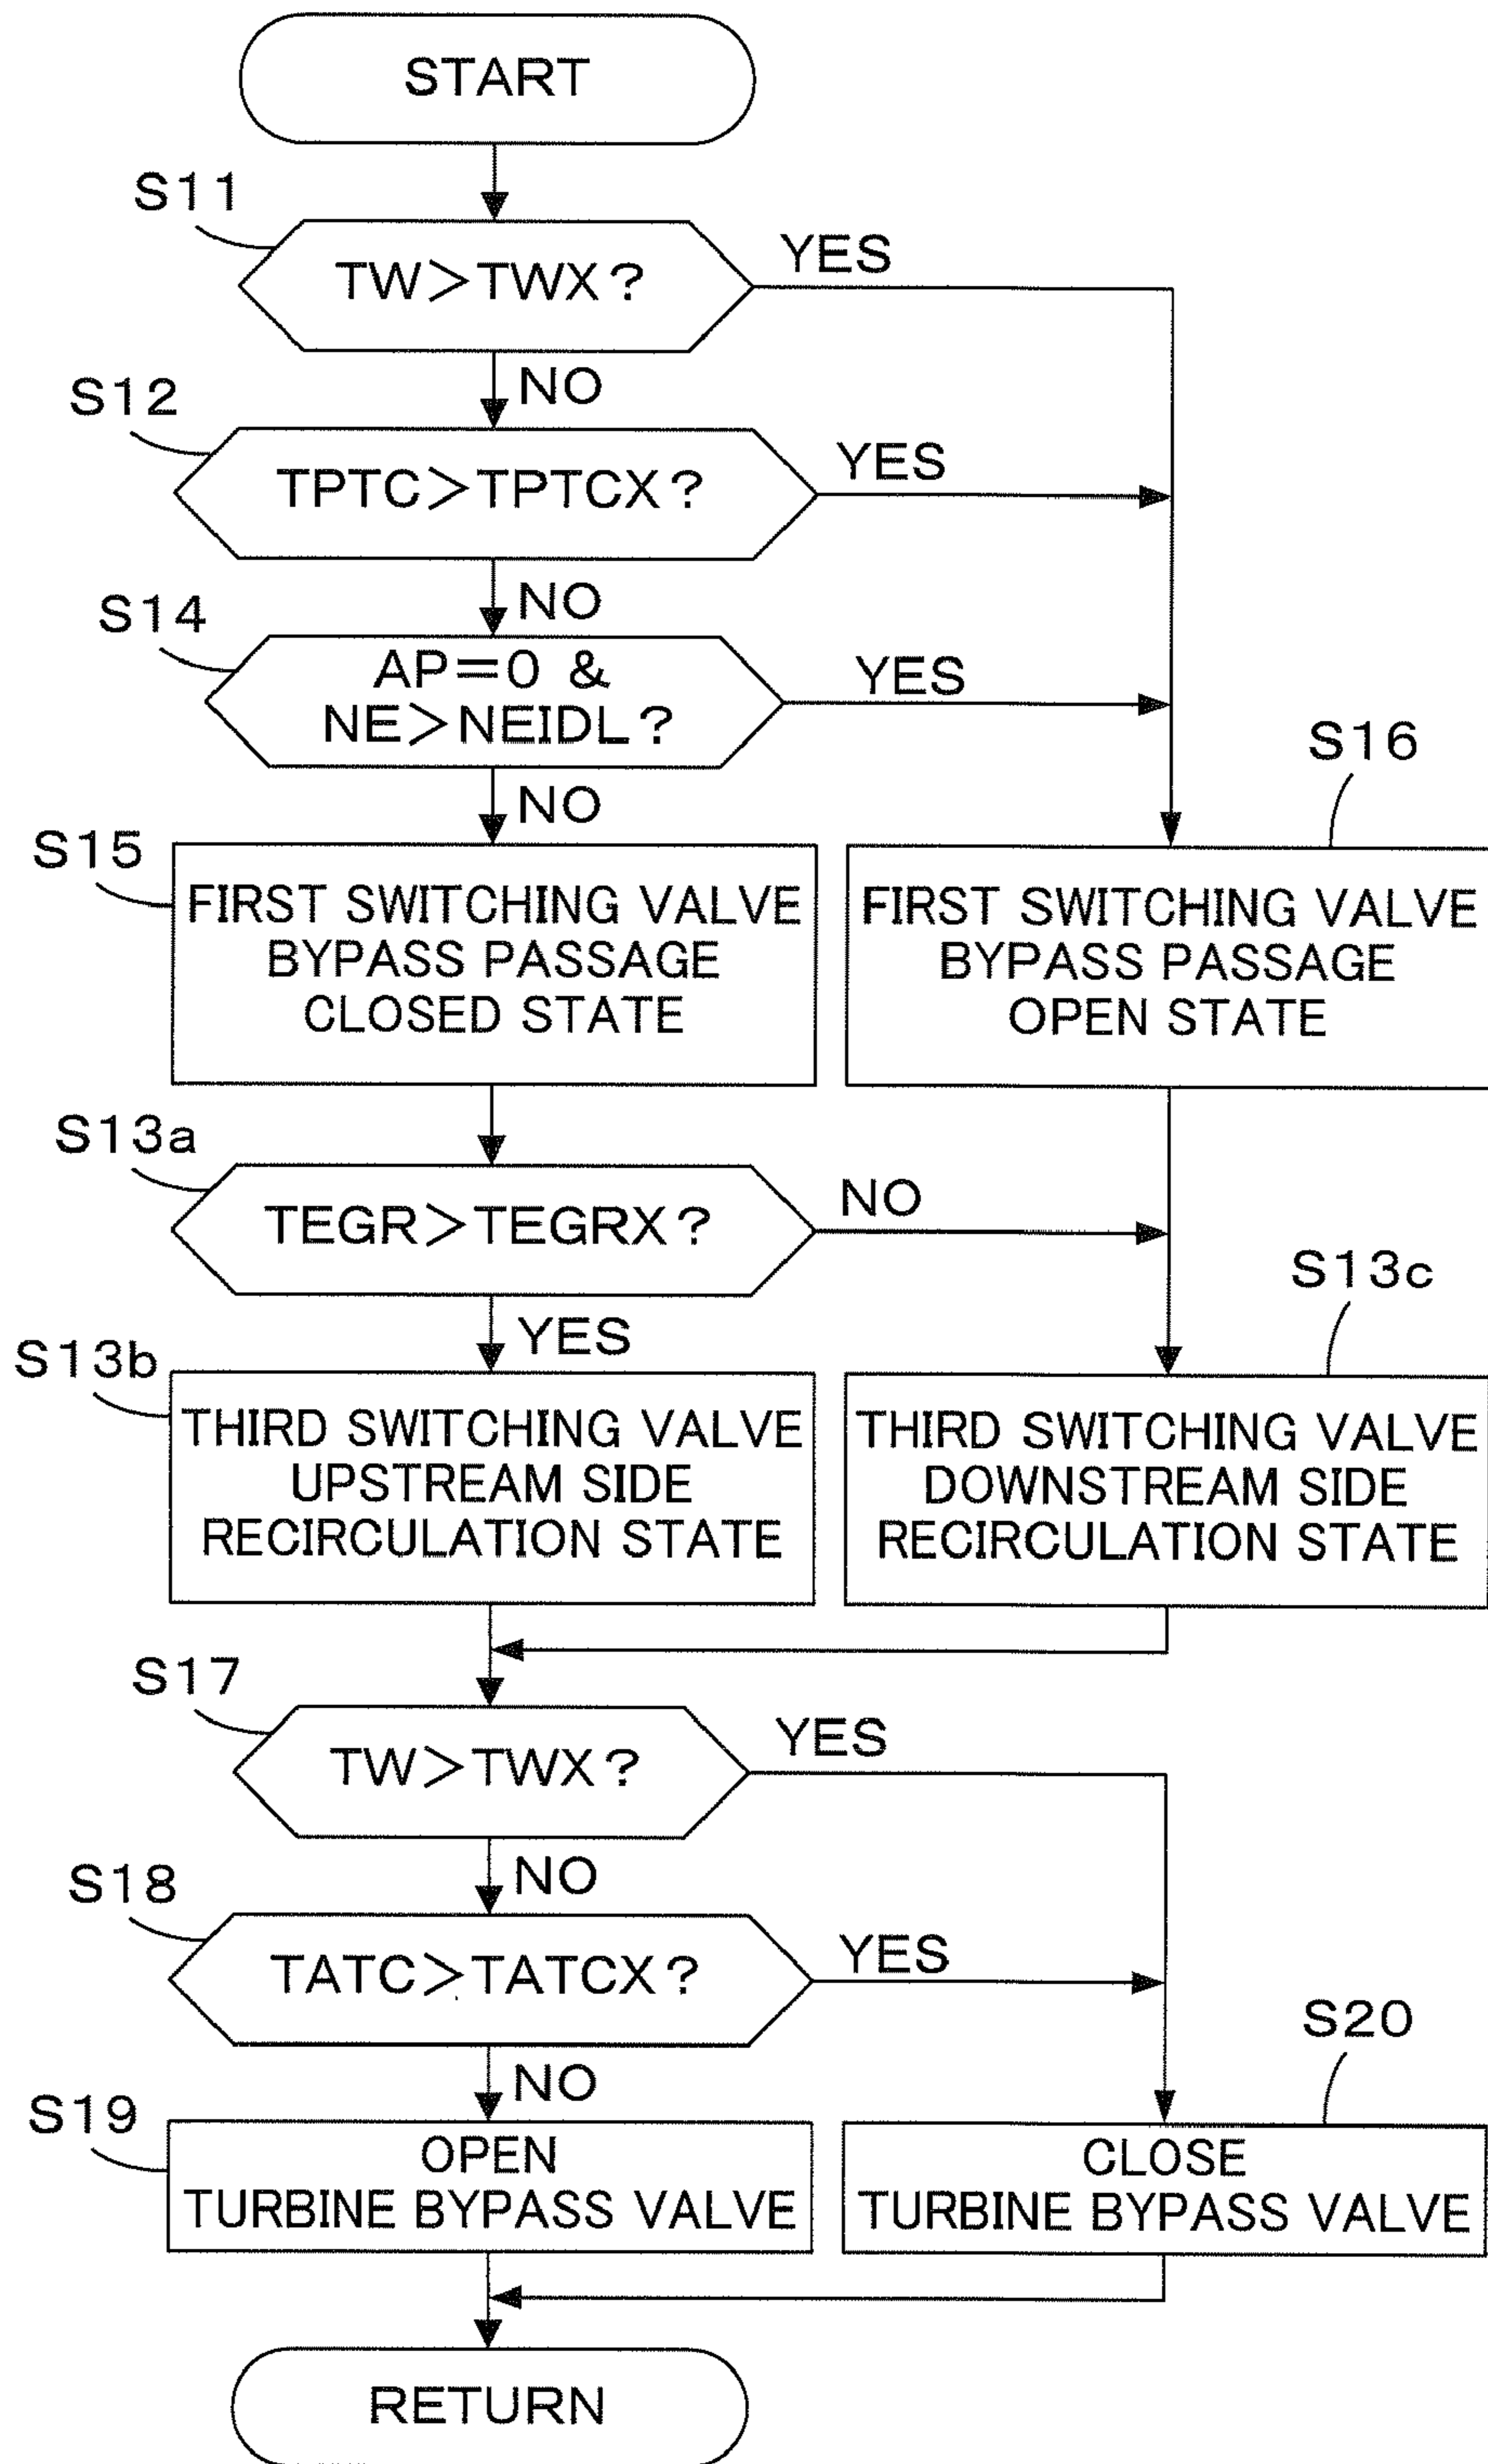 START
S11
TW>TWX?
YES
NO
S12
TPTC>TPTCX?
YES
NO
S14
AP=0 &
NE>NEIDL?
YES
NO
S15
FIRST SWITCHING VALVE
BYPASS PASSAGE
CLOSED STATE
S16
FIRST SWITCHING VALVE
BYPASS PASSAGE
OPEN STATE
S13a
TEGR>TEGRX?
NO
YES
S13b
THIRD SWITCHING VALVE
UPSTREAM SIDE
RECIRCULATION STATE
S13c
THIRD SWITCHING VALVE
DOWNSTREAM SIDE
RECIRCULATION STATE
S17
TW>TWX?
YES
NO
S18
TATC>TATCX?
YES
NO
S19
OPEN
TURBINE BYPASS VALVE
S20
CLOSE
TURBINE BYPASS VALVE
RETURN